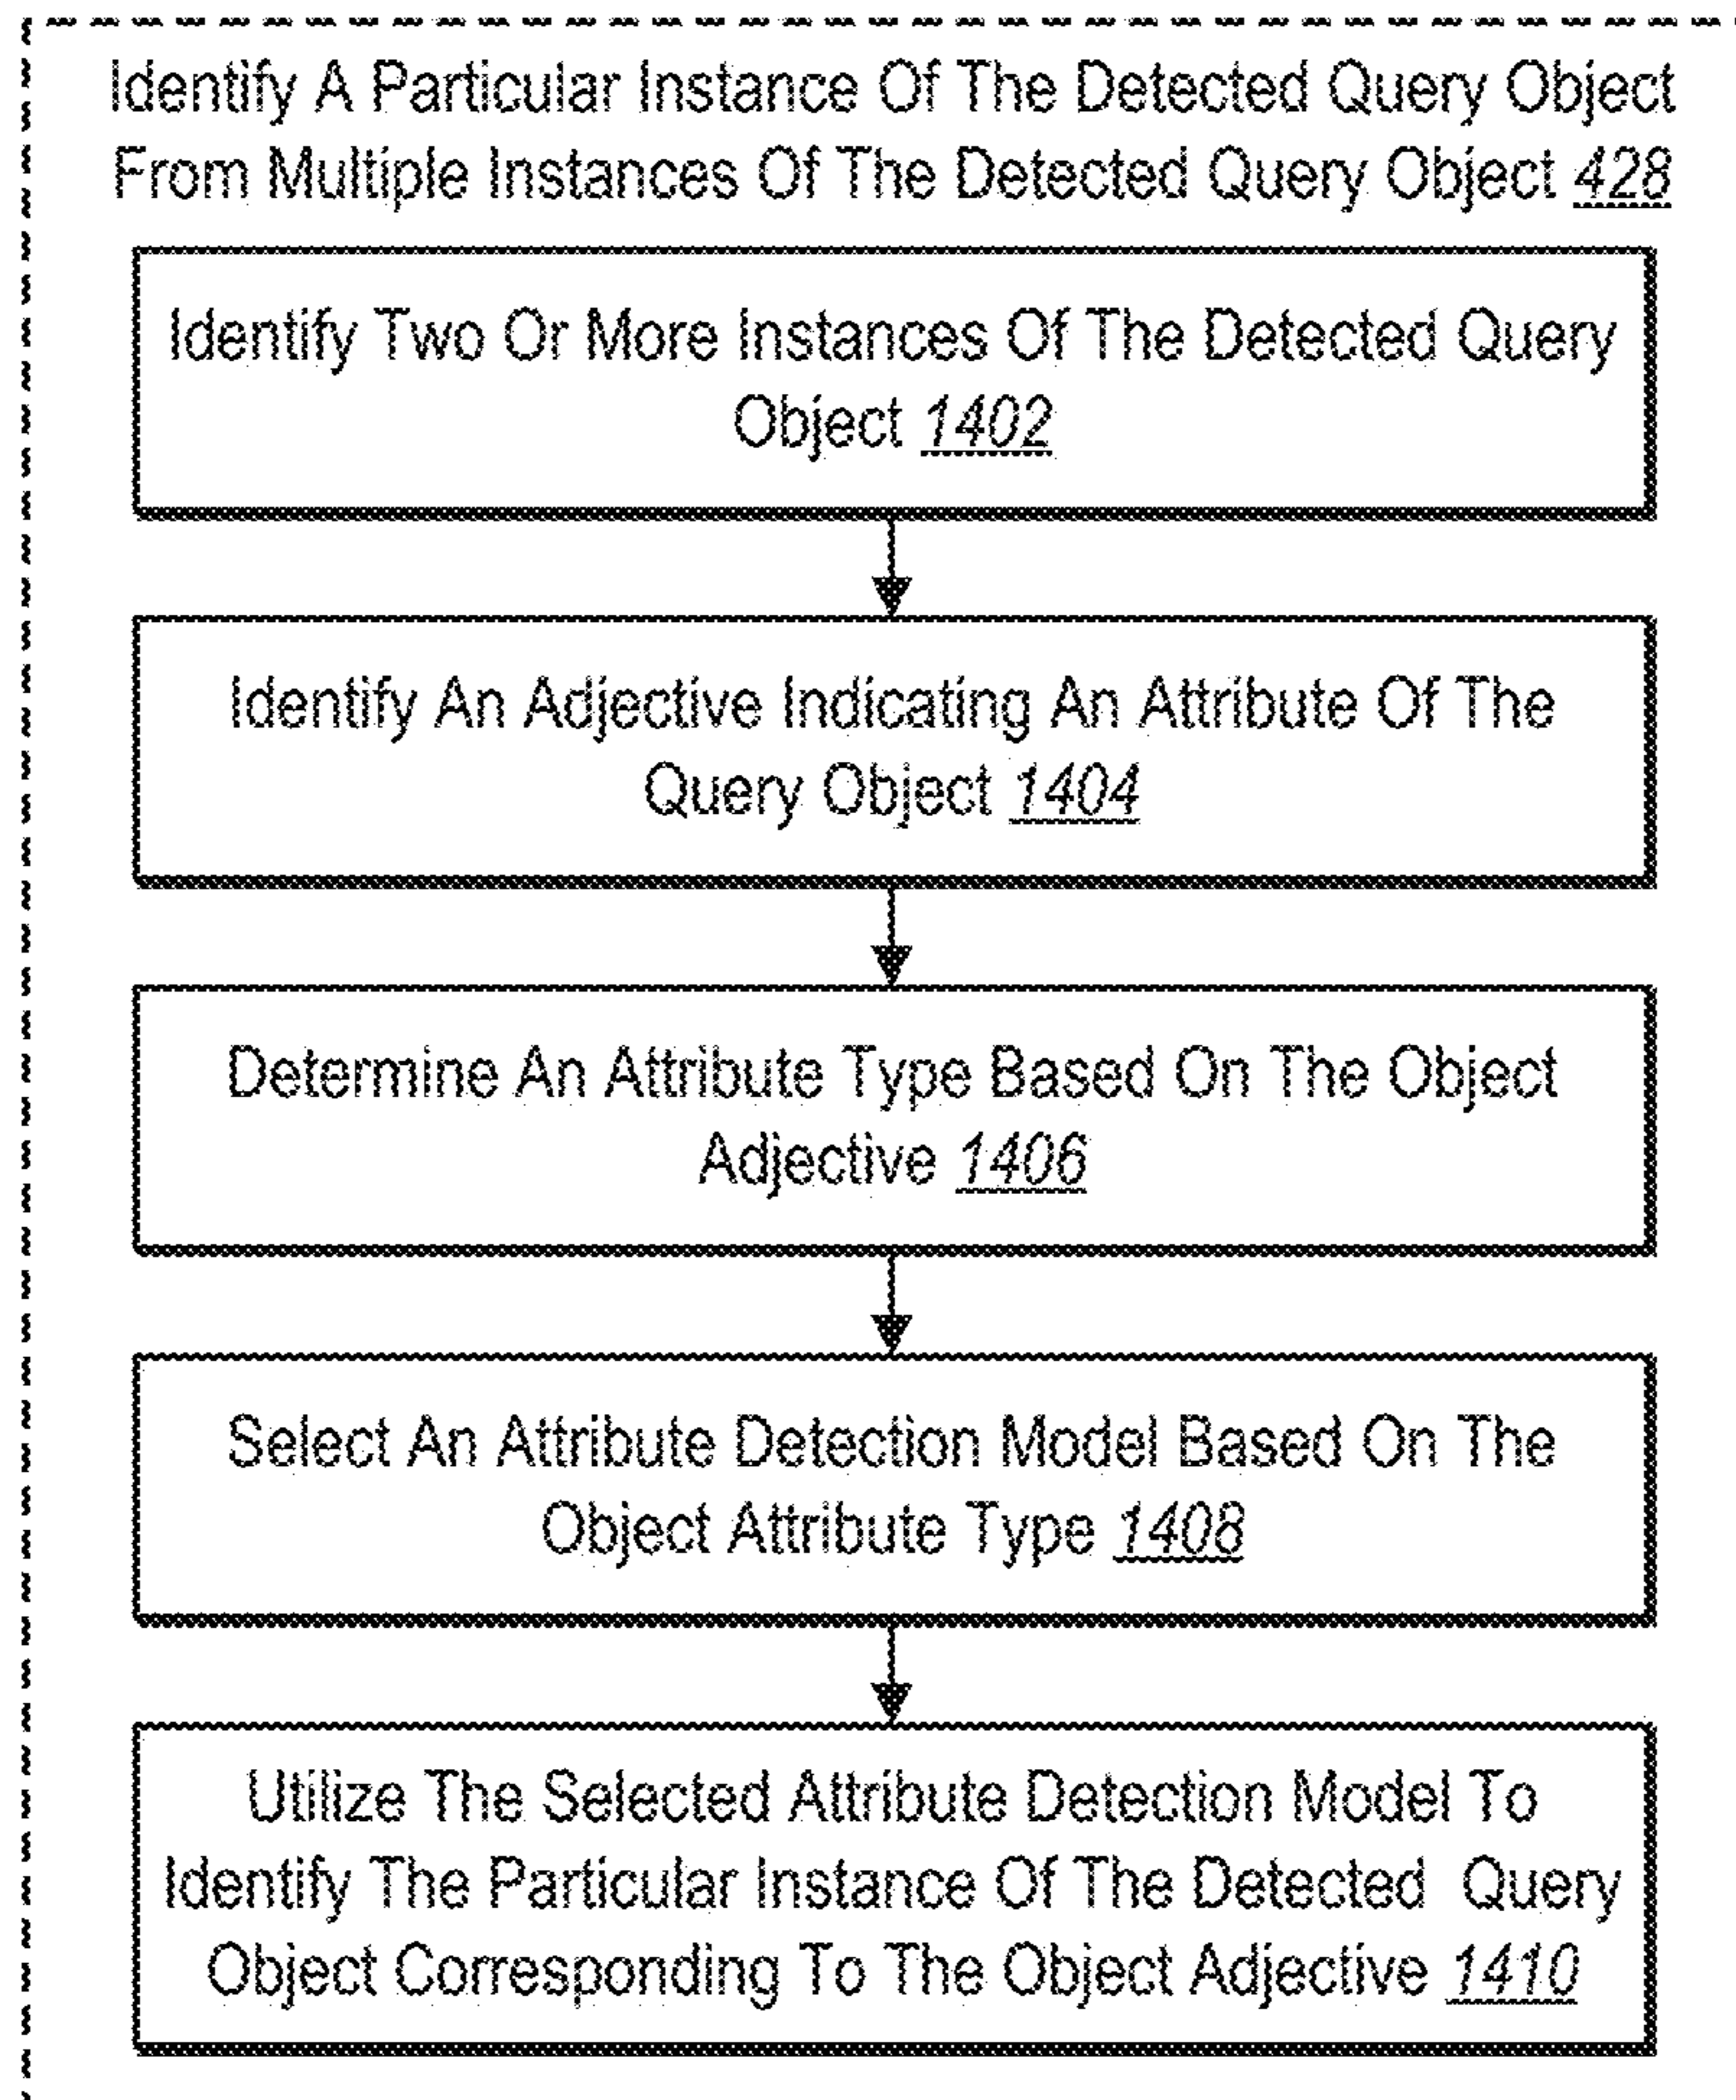 Identify A Particular Instance Of The Detected Query Object
From Multiple Instances Of The Detected Query Object 428
Identify Two Or More Instances Of The Detected Query
Object 1402
Identify An Adjective Indicating An Attribute Of The
Query Object 1404
Determine An Attribute Type Based On The Object
Adjective 1406
Select An Attribute Detection Model Based On The
Object Attribute Type 1408
Utilize The Selected Attribute Detection Model To
Identify The Particular Instance Of The Detected Query
Object Corresponding To The Object Adjective 1410